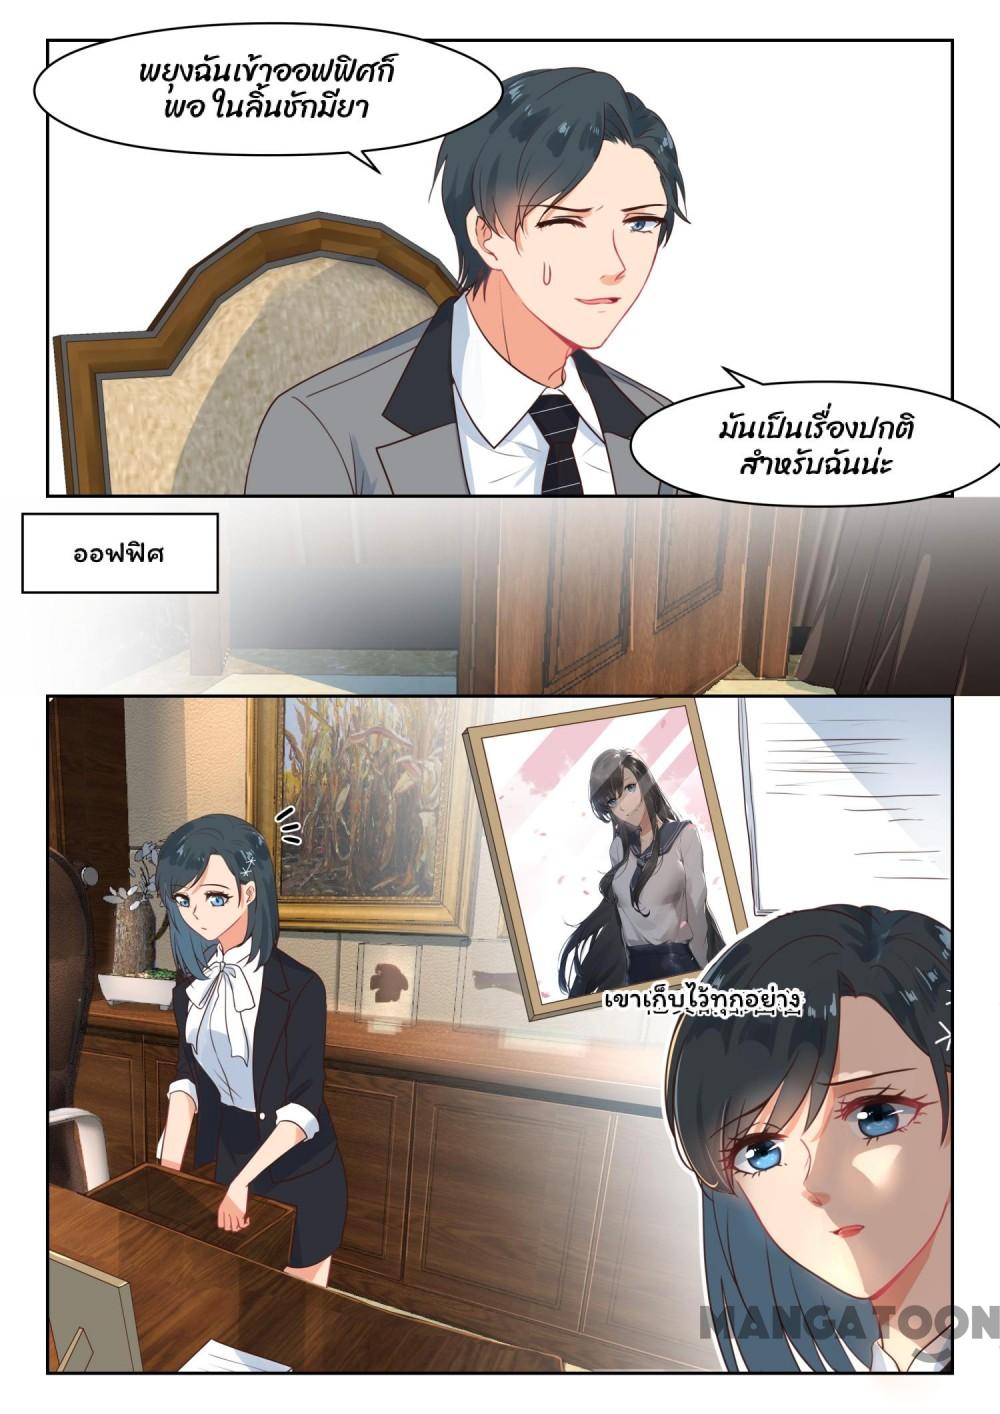 พยุงฉันเข้าออฟฟิศก็
พอ ในลิ้นชักมียา
มันเป็นเรื่องปกติ
สำหรับฉันน่ะ
ออฟฟิศ
เขาเก็บไว้ทุกอย่าง
MANGATOON